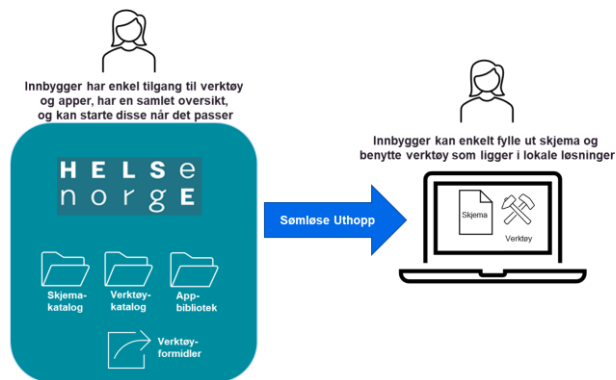 Innbygger har enkel tilgang til verktøy
og apper, har en samlet oversikt,
og kan starte disse når det passer
HELSe
norgE
Skjema-
katalog
Verktøy-
katalog
App-
bibliotek
Verktøy-
formidler
Sømløse Uthopp
Innbygger kan enkelt fylle ut skjema og
benytte verktøy som ligger i lokale løsninger
Skjema
Verktøy